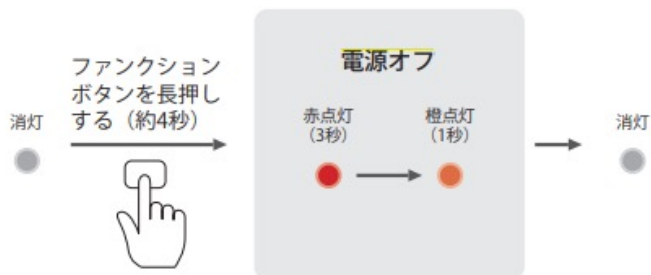 電源オフ
ファンクション
ボタンを長押し
する（約4秒）
消灯
赤点灯
（3秒）
橙点灯
（1秒）
消灯